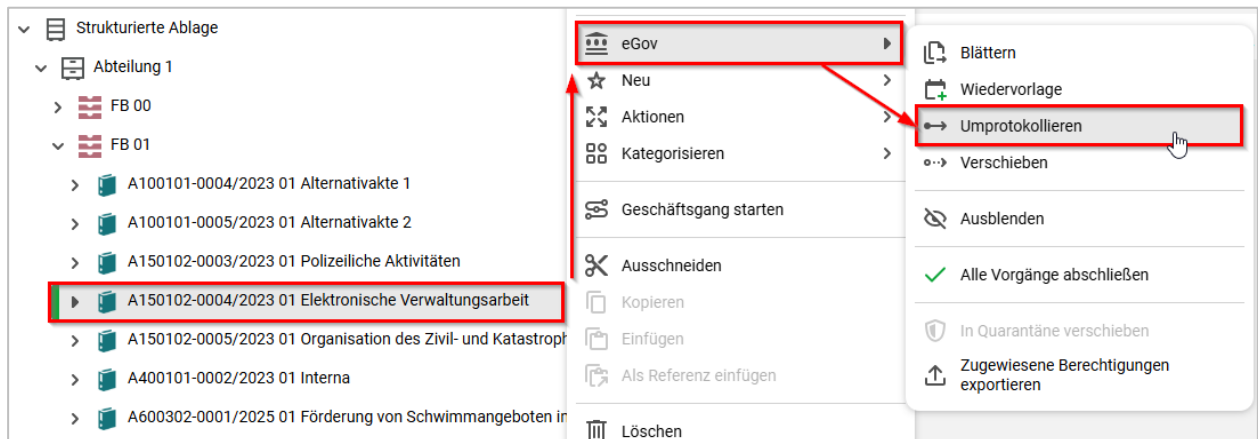 Strukturierte Ablage
Abteilung 1
FB 00
FB 01
A100101-0004/2023 01 Alternativakte 1
A100101-0005/2023 01 Alternativakte 2
A150102-0003/2023 01 Polizeiliche Aktivitäten
A150102-0004/2023 01 Elektronische Verwaltungsarbeit
A150102-0005/2023 01 Organisation des Zivil- und Katastroph
A400101-0002/2023 01 Interna
A600302-0001/2025 01 Förderung von Schwimmangeboten in
eGov
Neu
Aktionen
Kategorisieren
Geschäftsgang starten
Ausschneiden
Kopieren
Einfügen
Als Referenz einfügen
Löschen
Blättern
Wiedervorlage
Umprotokollieren
Verschieben
Ausblenden
Alle Vorgänge abschließen
In Quarantäne verschieben
Zugewiesene Berechtigungen
exportieren